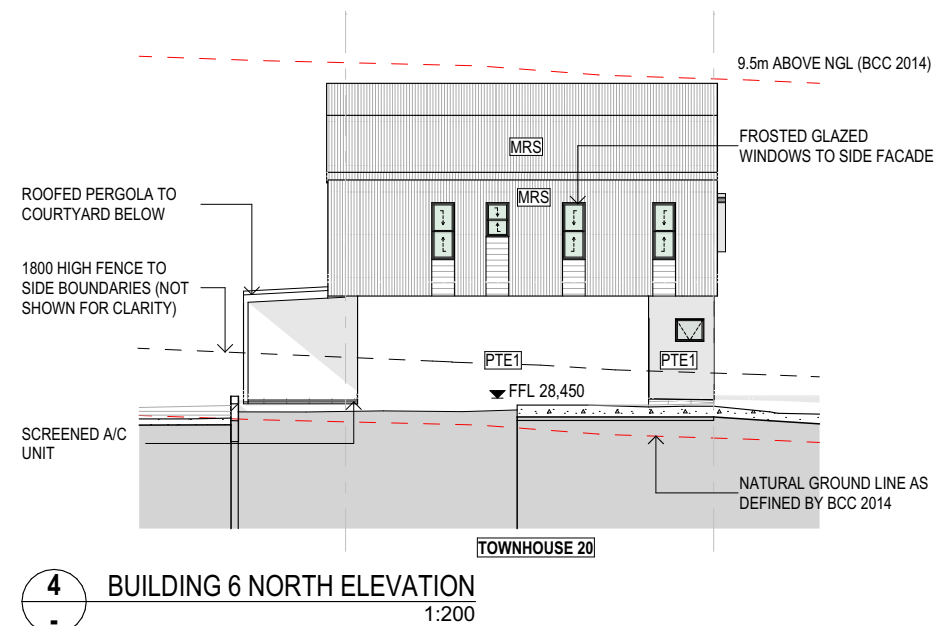 9.5m ABOVE NGL (BCC 2014)
MRS
FROSTED GLAZED
WINDOWS TO SIDE FACADE
MRS
ROOFED PERGOLA TO
COURTYARD BELOW
1800 HIGH FENCE TO
SIDE BOUNDARIES (NOT
SHOWN FOR CLARITY)
PTE1
PTE1
FFL 28,450
SCREENED A/C
UNIT
NATURAL GROUND LINE AS
DEFINED BY BCC 2014
TOWNHOUSE 20
4
-
BUILDING 6 NORTH ELEVATION
1:200